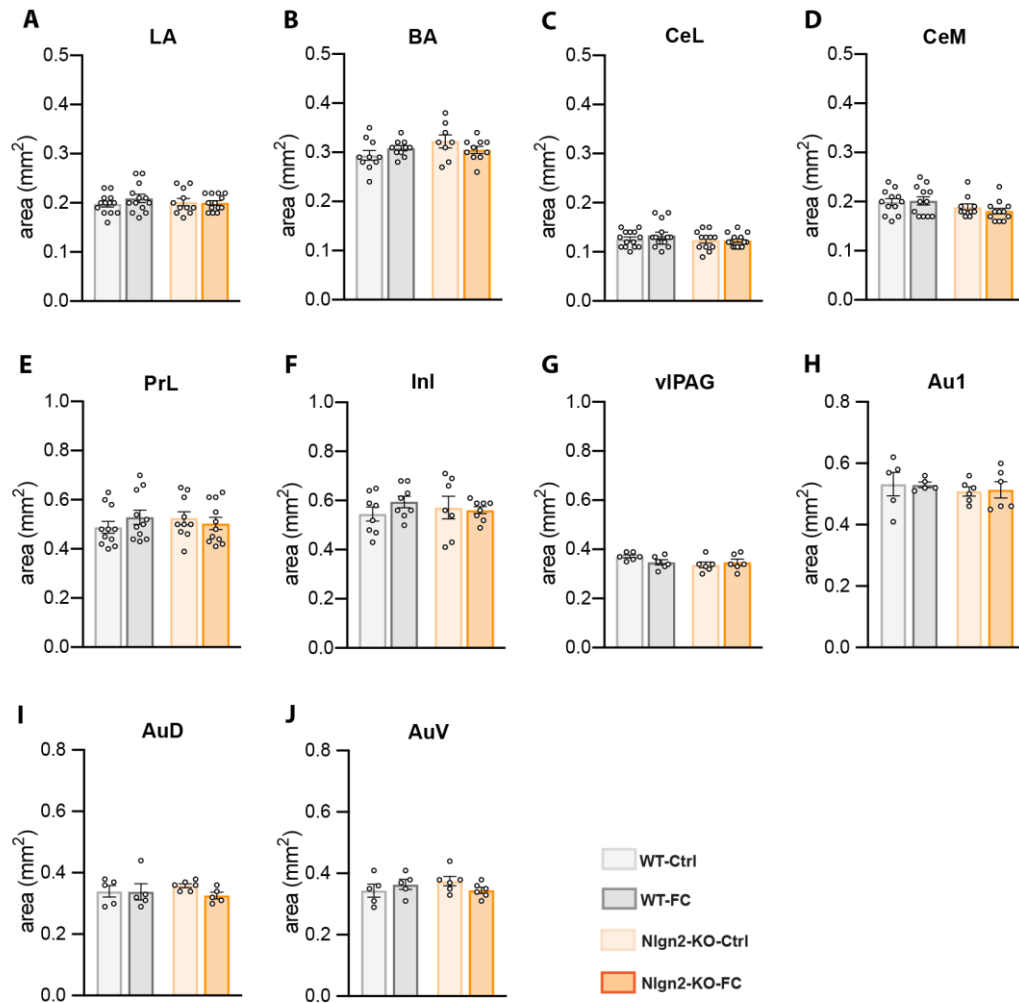 A
LA
area (mm²)
0.5
0.4
0.3
0.2
0.1
0.0
B
BA
area (mm²)
0.5
0.4
0.3
0.2
0.1
0.0
C
CeL
area (mm²)
0.5
0.4
0.3
0.2
0.1
0.0
D
CeM
area (mm²)
0.5
0.4
0.3
0.2
0.1
0.0
E
PrL
area (mm²)
1.0
0.8
0.6
0.4
0.2
0.0
F
Inl
area (mm²)
1.0
0.8
0.6
0.4
0.2
0.0
G
vlPAG
area (mm²)
1.0
0.8
0.6
0.4
0.2
0.0
H
Au1
area (mm²)
0.8
0.6
0.4
0.2
0.0
I
AuD
area (mm²)
0.8
0.6
0.4
0.2
0.0
J
AuV
area (mm²)
0.8
0.6
0.4
0.2
0.0
WT-Ctrl
WT-FC
Nlgn2-KO-Ctrl
Nlgn2-KO-FC